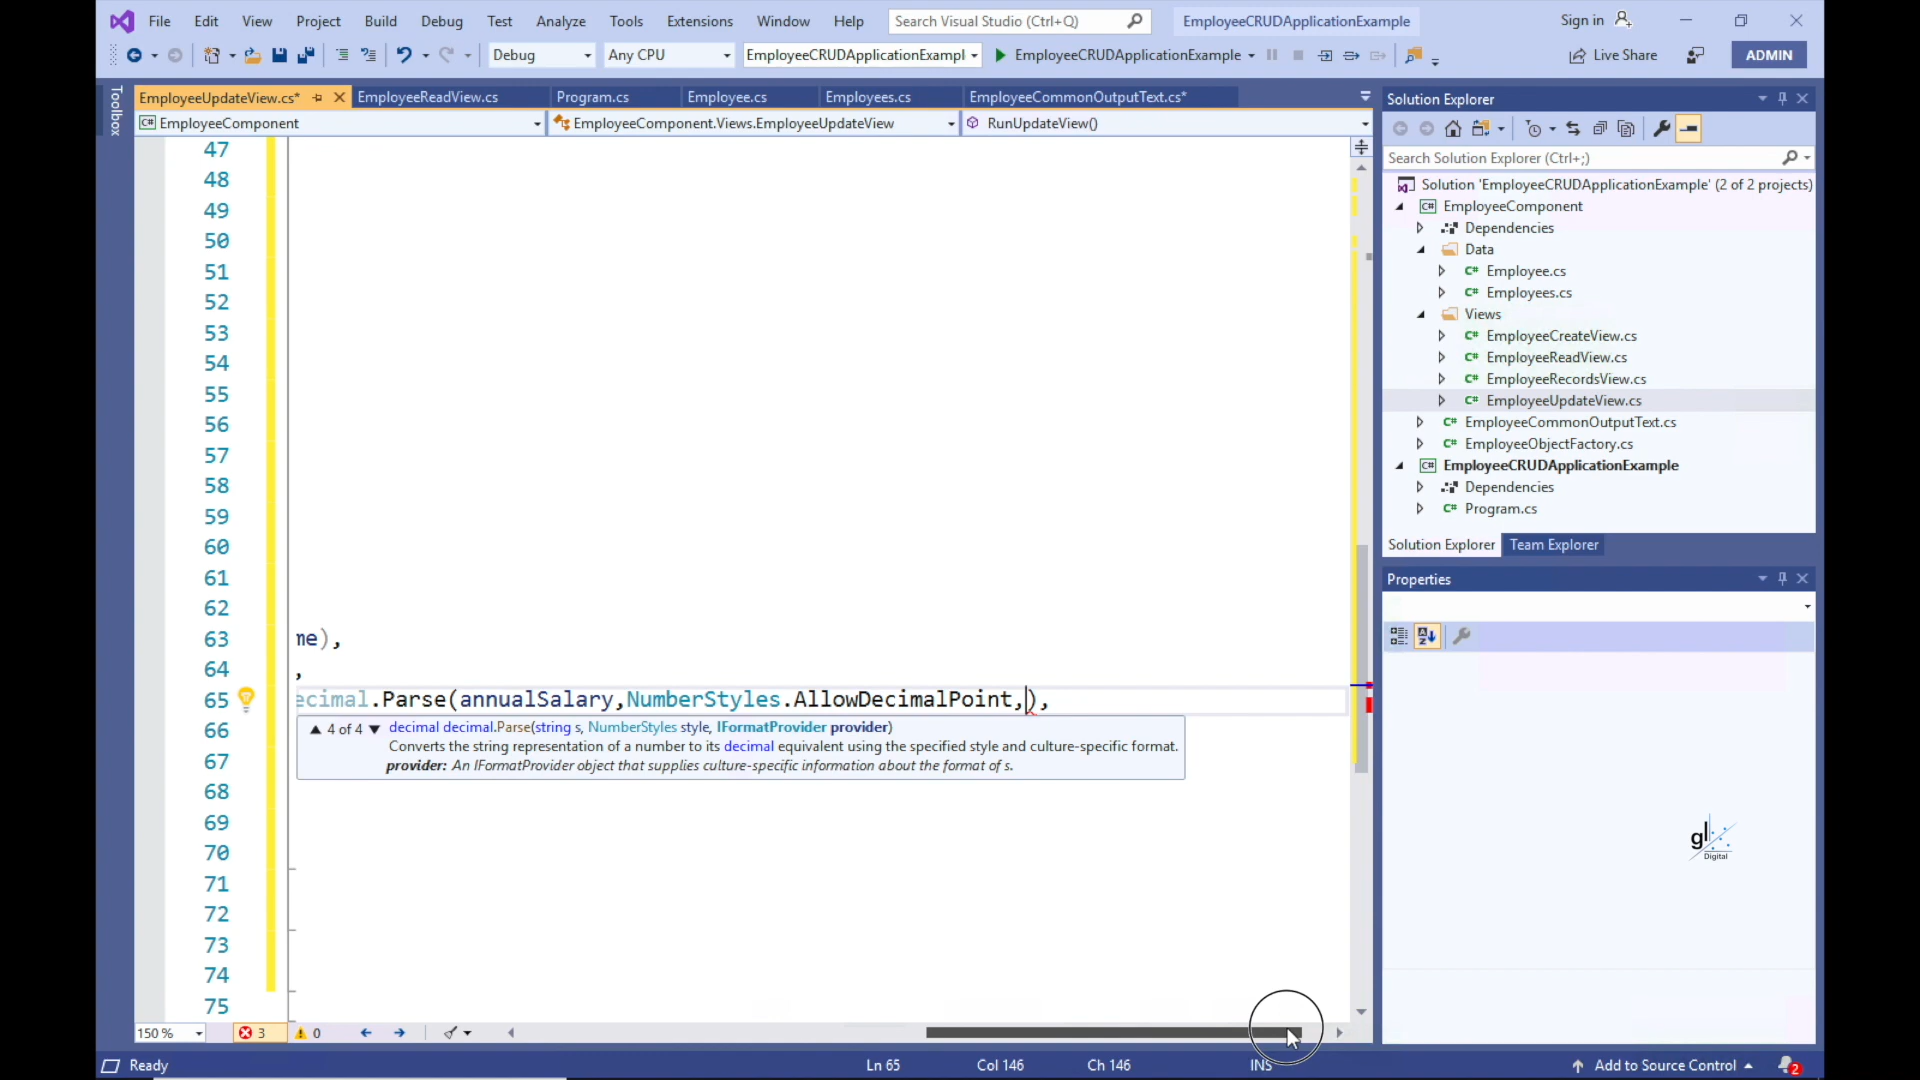 File Edit View Project Build Debug Test Analyze Tools Extensions Window Help Search Visual Studio (Ctrl+Q) EmployeeCRUDApplicationExample Sign in
Debug Any CPU EmployeeCRUDApplicationExampl EmployeeCRUDApplicationExample Live Share ADMIN
Toolbox
EmployeeUpdateView.cs* EmployeeReadView.cs Program.cs Employee.cs Employees.cs EmployeeCommonOutputText.cs*
EmployeeComponent EmployeeComponent.Views.EmployeeUpdateView RunUpdateView()
47
48
49
50
51
52
53
54
55
56
57
58
59
60
61
62
63 me),
64 ,
65 ecimal.Parse(annualSalary,NumberStyles.AllowDecimalPoint,),
66
67
68
69
70
71
72
73
74
75
4 of 4 decimal decimal.Parse(string s, NumberStyles style, IFormatProvider provider)
Converts the string representation of a number to its decimal equivalent using the specified style and culture-specific format.
provider: An IFormatProvider object that supplies culture-specific information about the format of s.
150 % 3 0
Solution Explorer
Search Solution Explorer (Ctrl+;)
Solution 'EmployeeCRUDApplicationExample' (2 of 2 projects)
EmployeeComponent
Dependencies
Data
C# Employee.cs
C# Employees.cs
Views
C# EmployeeCreateView.cs
C# EmployeeReadView.cs
C# EmployeeRecordsView.cs
C# EmployeeUpdateView.cs
C# EmployeeCommonOutputText.cs
C# EmployeeObjectFactory.cs
EmployeeCRUDApplicationExample
Dependencies
C# Program.cs
Solution Explorer Team Explorer
Properties
gl
Digital
Ready Ln 65 Col 146 Ch 146 INS Add to Source Control 2